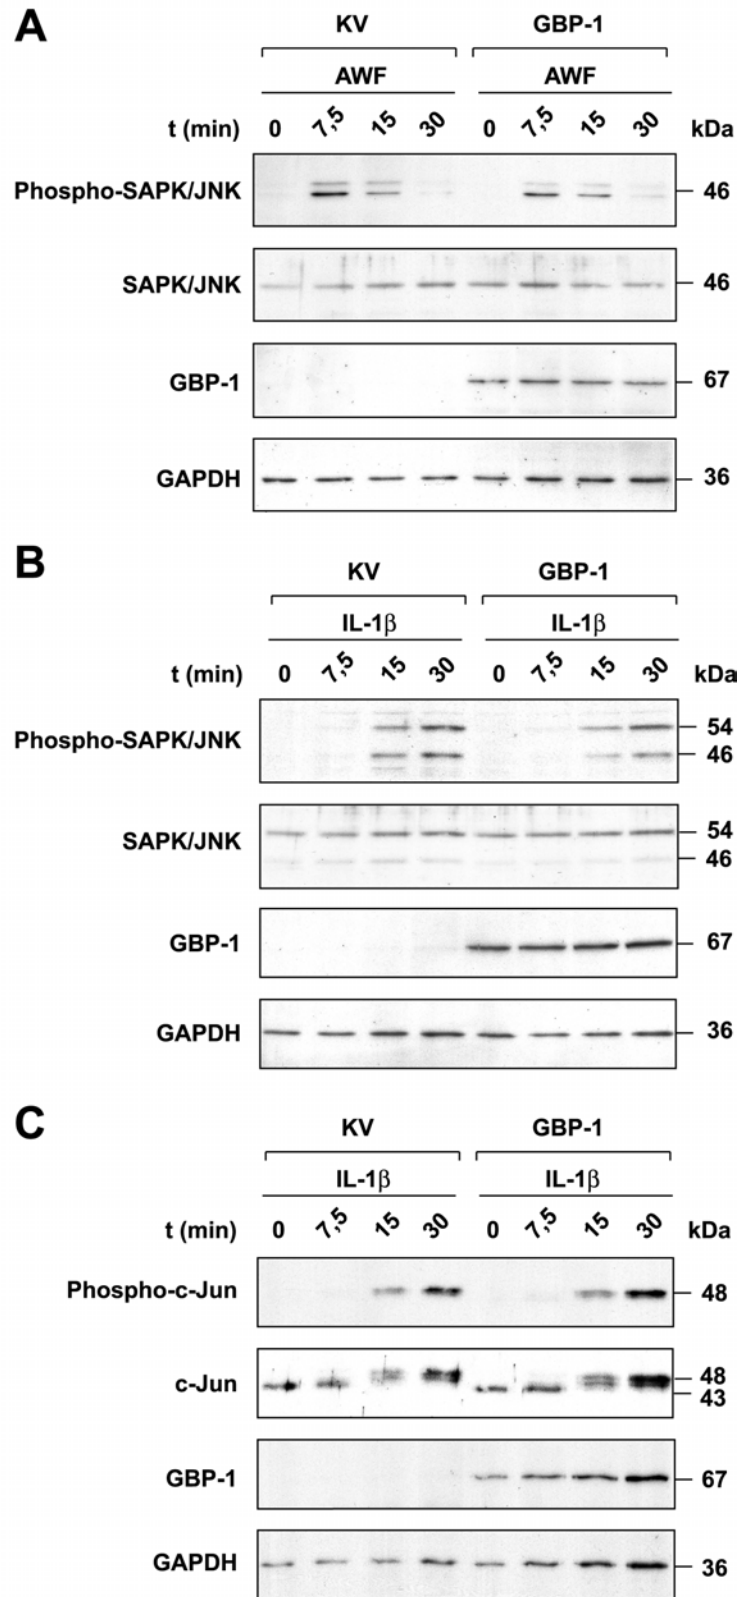 A
KV GBP-1
AWF AWF
t (min) 0 7,5 15 30 0 7,5 15 30 kDa
Phospho-SAPK/JNK 46
SAPK/JNK 46
GBP-1 67
GAPDH 36
B
KV GBP-1
IL-1β IL-1β
t (min) 0 7,5 15 30 0 7,5 15 30 kDa
Phospho-SAPK/JNK 54
46
SAPK/JNK 54
46
GBP-1 67
GAPDH 36
C
KV GBP-1
IL-1β IL-1β
t (min) 0 7,5 15 30 0 7,5 15 30 kDa
Phospho-c-Jun 48
c-Jun 48
43
GBP-1 67
GAPDH 36